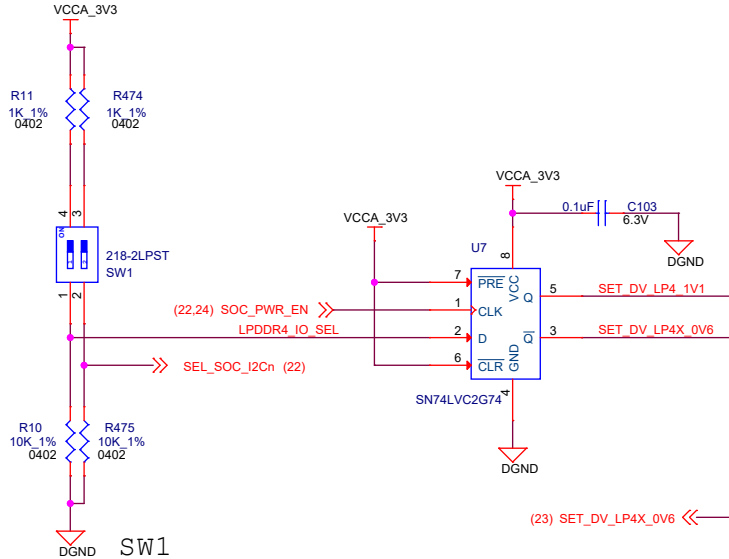 VCCA_3V3
R11
1K_1%
0402
R474
1K_1%
0402
4
3
ON
1
2
218-2LPST
SW1
1
2
VCCA_3V3
VCCA_3V3
0.1uF
C103
6.3V
DGND
U7
8
7
PRE
VCC
Q
5
SET_DV_LP4_1V1
(22,24) SOC_PWR_EN
1
CLK
LPDDR4_IO_SEL
2
D
Q|
3
SET_DV_LP4X_0V6
6
CLR
GND
SEL_SOC_I2Cn (22)
SN74LVC2G74
4
R10
10K_1%
0402
R475
10K_1%
0402
DGND
(23) SET_DV_LP4X_0V6
DGND
SW1